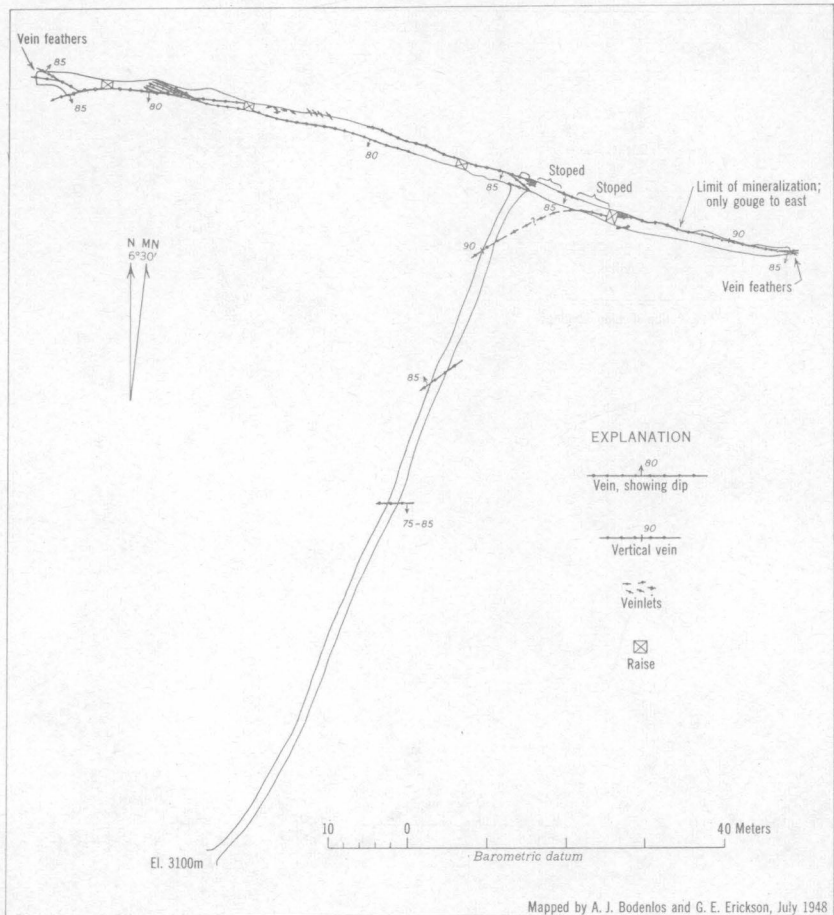 Vein feathers
85
85
80
80
85
Stoped
85
Stoped
Limit of mineralization;
only gouge to east
90
85
Vein feathers
90
N MN
6°30'
85
75-85
EXPLANATION
80
Vein, showing dip
90
Vertical vein
Veinlets
Raise
El. 3100m
10 0 40 Meters
Barometric datum
Mapped by A. J. Bodenlos and G. E. Erickson, July 1948